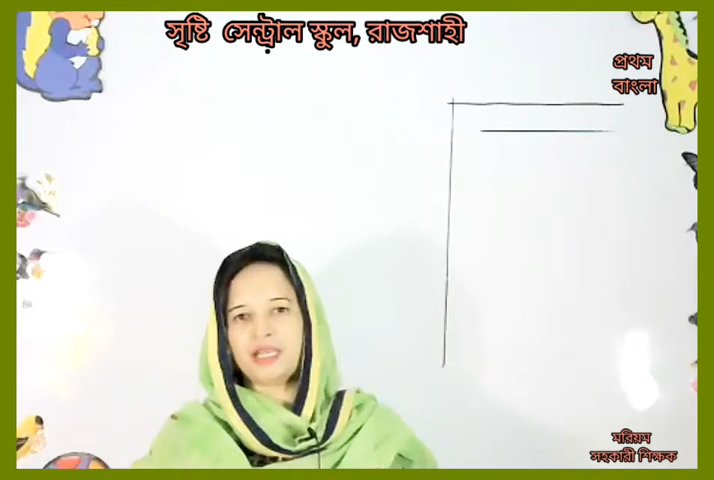 সৃষ্টি সেন্ট্রাল স্কুল, রাজশাহী
প্রথম
বাংলা
মরিয়ম
সহকারী শিক্ষক